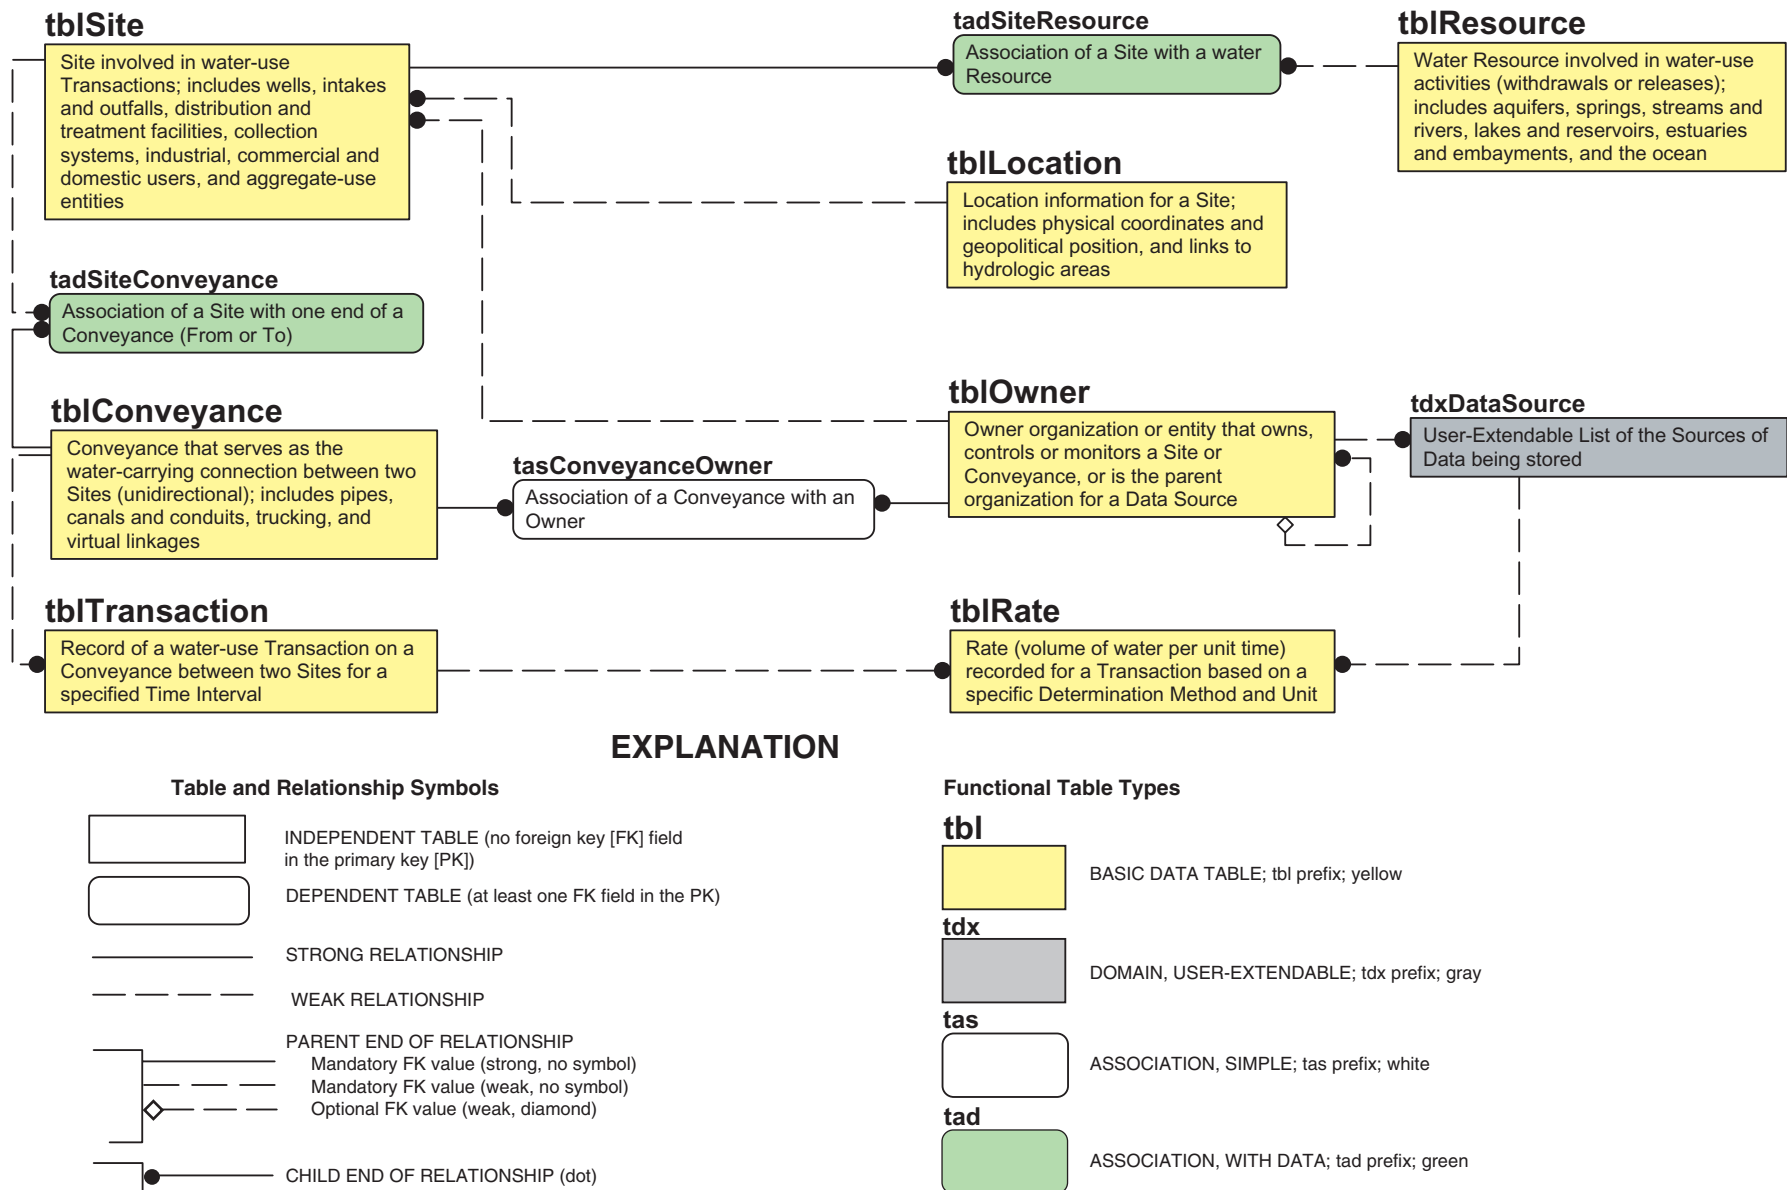 tblSite
Site involved in water-use
Transactions; includes wells, intakes
and outfalls, distribution and
treatment facilities, collection
systems, industrial, commercial and
domestic users, and aggregate-use
entities
tadSiteResource
Association of a Site with a water
Resource
tblResource
Water Resource involved in water-use
activities (withdrawals or releases);
includes aquifers, springs, streams and
rivers, lakes and reservoirs, estuaries
and embayments, and the ocean
tblLocation
Location information for a Site;
includes physical coordinates and
geopolitical position, and links to
hydrologic areas
tadSiteConveyance
Association of a Site with one end of a
Conveyance (From or To)
tblConveyance
Conveyance that serves as the
water-carrying connection between two
Sites (unidirectional); includes pipes,
canals and conduits, trucking, and
virtual linkages
tasConveyanceOwner
Association of a Conveyance with an
Owner
tblOwner
Owner organization or entity that owns,
controls or monitors a Site or
Conveyance, or is the parent
organization for a Data Source
tdxDataSource
User-Extendable List of the Sources of
Data being stored
tblTransaction
Record of a water-use Transaction on a
Conveyance between two Sites for a
specified Time Interval
tblRate
Rate (volume of water per unit time)
recorded for a Transaction based on a
specific Determination Method and Unit
EXPLANATION
Table and Relationship Symbols
INDEPENDENT TABLE (no foreign key [FK] field
in the primary key [PK])
DEPENDENT TABLE (at least one FK field in the PK)
STRONG RELATIONSHIP
WEAK RELATIONSHIP
PARENT END OF RELATIONSHIP
Mandatory FK value (strong, no symbol)
Mandatory FK value (weak, no symbol)
Optional FK value (weak, diamond)
CHILD END OF RELATIONSHIP (dot)
Functional Table Types
tbl
BASIC DATA TABLE; tbl prefix; yellow
tdx
DOMAIN, USER-EXTENDABLE; tdx prefix; gray
tas
ASSOCIATION, SIMPLE; tas prefix; white
tad
ASSOCIATION, WITH DATA; tad prefix; green